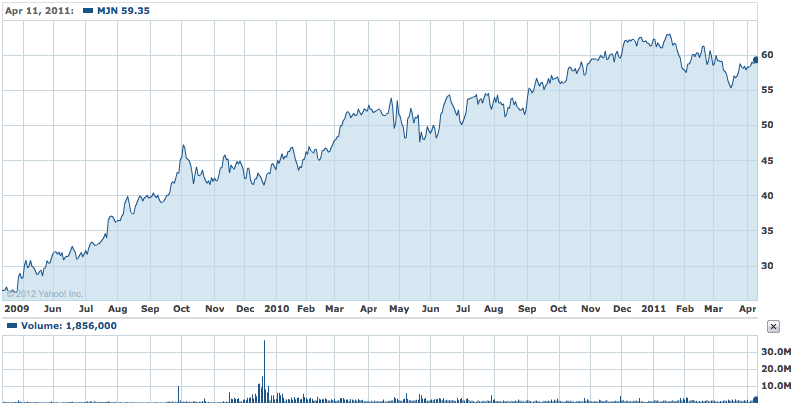 Apr 11, 2011: MJN 59.35
60
55
50
45
40
35
30
© 2012 Yahoo! Inc.
2009 Jun Jul Aug Sep Oct Nov Dec 2010 Feb Mar Apr May Jun Jul Aug Sep Oct Nov Dec 2011 Feb Mar Apr
Volume: 1,856,000
x
30.0M
20.0M
10.0M